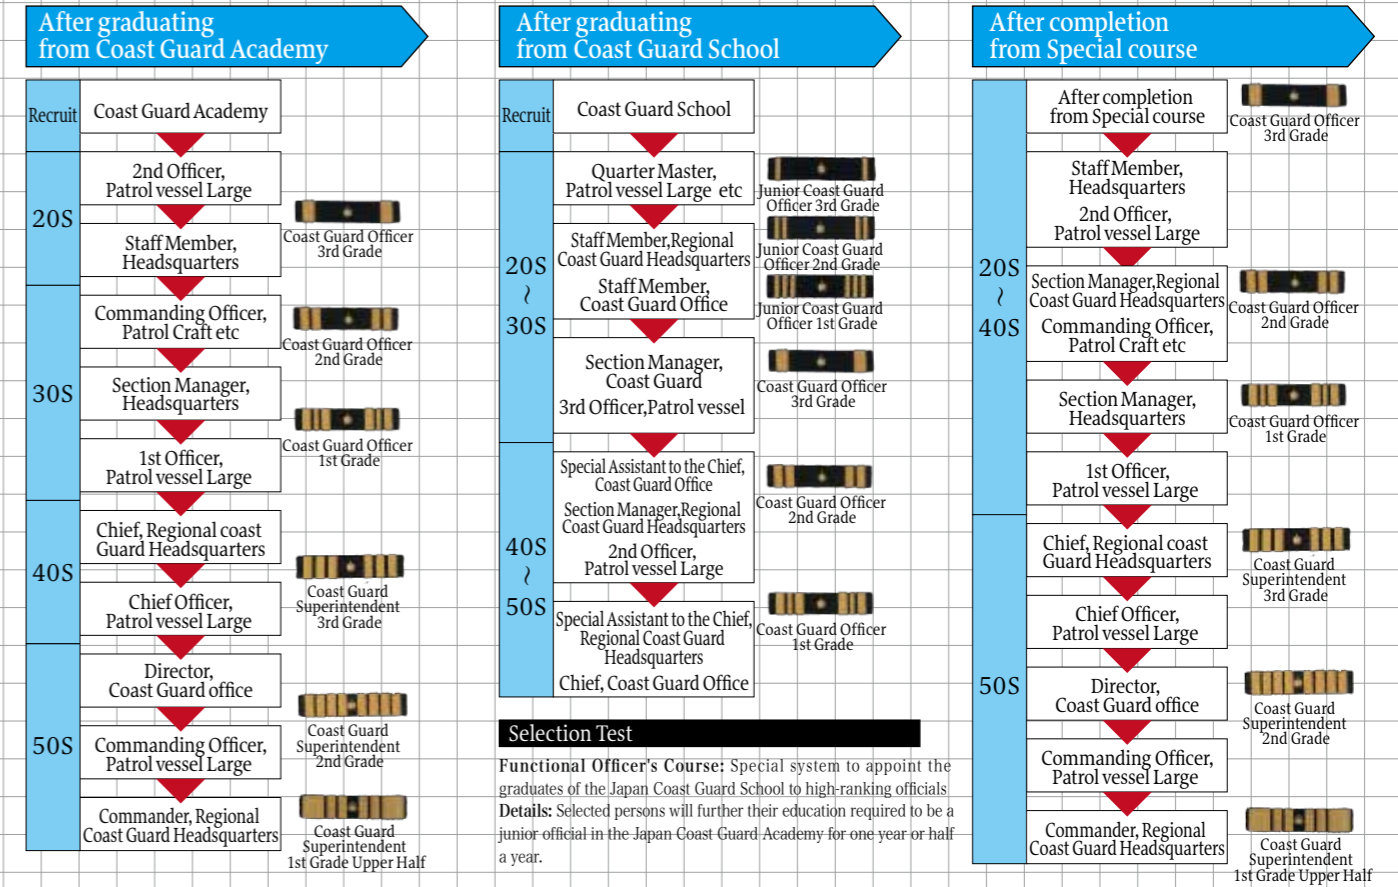 After graduating
from Coast Guard Academy
Recruit
Coast Guard Academy
20S
2nd Officer,
Patrol vessel Large
Staff Member,
Headsquarters
Coast Guard Officer
3rd Grade
30S
Commanding Officer,
Patrol Craft etc
Coast Guard Officer
2nd Grade
Section Manager,
Headsquarters
Coast Guard Officer
1st Grade
1st Officer,
Patrol vessel Large
40S
Chief, Regional coast
Guard Headsquarters
Coast Guard
Superintendent
3rd Grade
Chief Officer,
Patrol vessel Large
50S
Director,
Coast Guard office
Coast Guard
Superintendent
2nd Grade
Commanding Officer,
Patrol vessel Large
Commander, Regional
Coast Guard Headsquarters
Coast Guard
Superintendent
1st Grade Upper Half
After graduating
from Coast Guard School
Recruit
Coast Guard School
20S
~
30S
Quarter Master,
Patrol vessel Large etc
Junior Coast Guard
Officer 3rd Grade
Staff Member,Regional
Coast Guard Headsquarters
Staff Member,
Coast Guard Office
Junior Coast Guard
Officer 2nd Grade
Junior Coast Guard
Officer 1st Grade
Section Manager,
Coast Guard
3rd Officer,Patrol vessel
Coast Guard Officer
3rd Grade
40S
~
50S
Special Assistant to the Chief,
Coast Guard Office
Section Manager,Regional
Coast Guard Headsquarters
2nd Officer,
Patrol vessel Large
Coast Guard Officer
2nd Grade
Special Assistant to the Chief,
Regional Coast Guard
Headsquarters
Chief, Coast Guard Office
Coast Guard Officer
1st Grade
Selection Test
Functional Officer's Course: Special system to appoint the
graduates of the Japan Coast Guard School to high-ranking officials
Details: Selected persons will further their education required to be a
junior official in the Japan Coast Guard Academy for one year or half
a year.
After completion
from Special course
20S
~
40S
After completion
from Special course
Coast Guard Officer
3rd Grade
Staff Member,
Headsquarters
2nd Officer,
Patrol vessel Large
Section Manager,Regional
Coast Guard Headsquarters
Commanding Officer,
Patrol Craft etc
Coast Guard Officer
2nd Grade
Section Manager,
Headsquarters
Coast Guard Officer
1st Grade
1st Officer,
Patrol vessel Large
50S
Chief, Regional coast
Guard Headsquarters
Coast Guard
Superintendent
3rd Grade
Chief Officer,
Patrol vessel Large
Director,
Coast Guard office
Coast Guard
Superintendent
2nd Grade
Commanding Officer,
Patrol vessel Large
Commander, Regional
Coast Guard Headsquarters
Coast Guard
Superintendent
1st Grade Upper Half